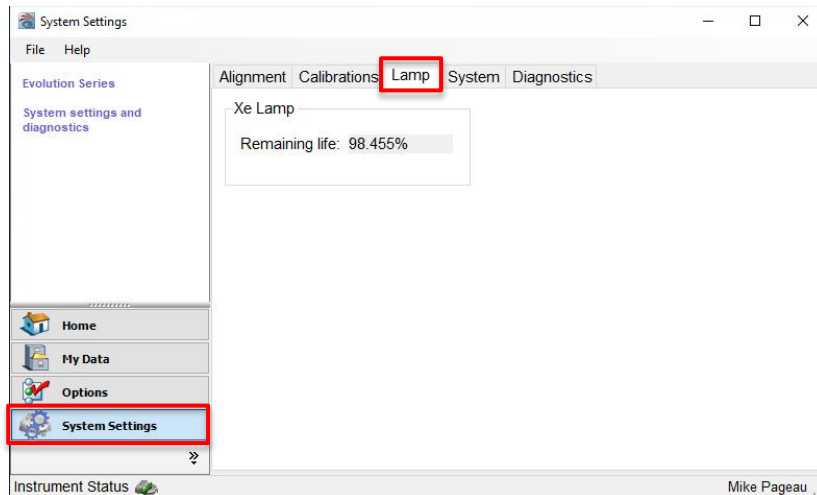 System Settings
File Help
Evolution Series
System settings and
diagnostics
Alignment Calibrations Lamp System Diagnostics
Xe Lamp
Remaining life: 98.455%
Home
My Data
Options
System Settings
Instrument Status
Mike Pageau